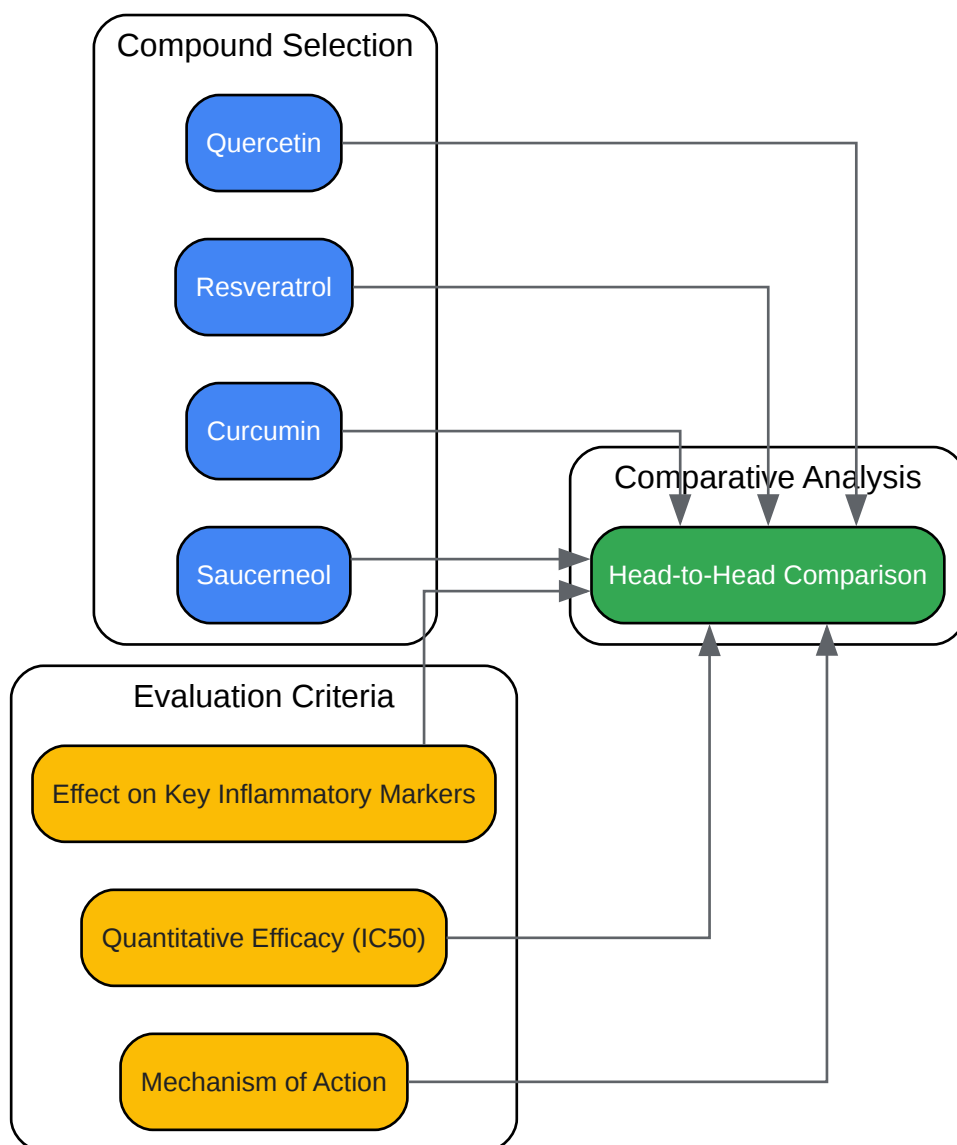 Compound Selection
Quercetin
Resveratrol
Curcumin
Saucerneol
Comparative Analysis
Head-to-Head Comparison
Evaluation Criteria
Effect on Key Inflammatory Markers
Quantitative Efficacy (IC50)
Mechanism of Action